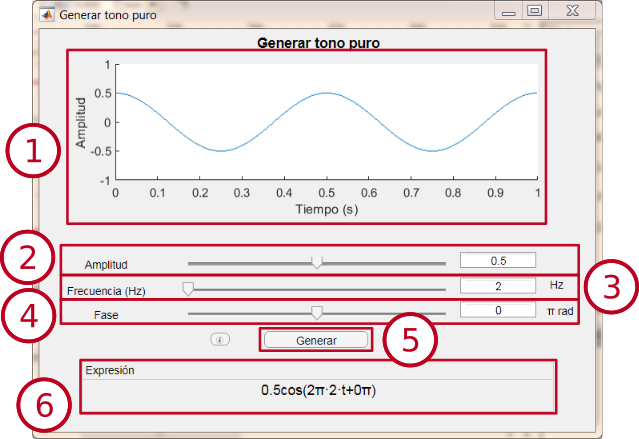 Generar tono puro
Generar tono puro
1
0.5
0
-0.5
-1
Amplitud
0 0.1 0.2 0.3 0.4 0.5 0.6 0.7 0.8 0.9 1
Tiempo (s)
1
2
Amplitud 0.5
Frecuencia (Hz) 2 Hz
3
4
Fase 0 π rad
i
Generar
5
Expresión
0.5cos(2π·2·t+0π)
6